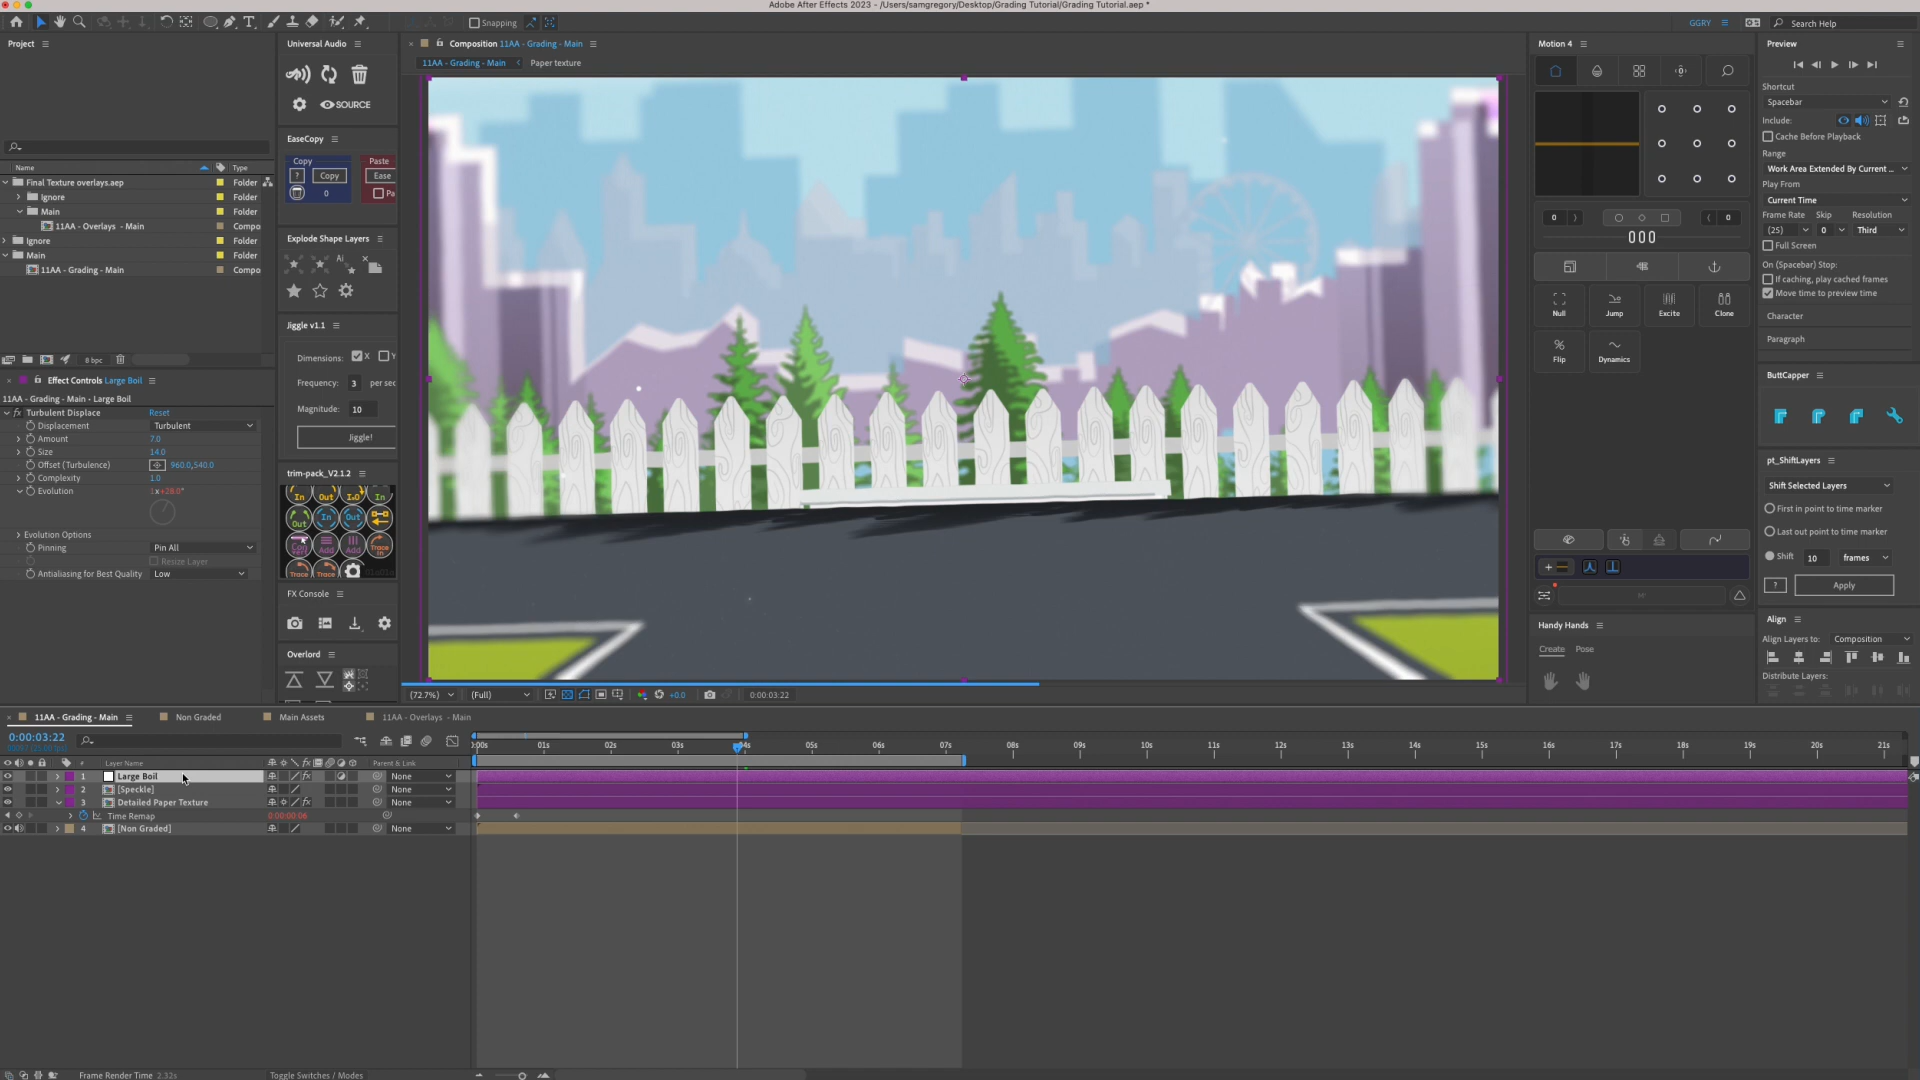 Adobe After Effects 2023 - /Users/samgregory/Desktop/Grading Tutorial/Grading Tutorial.aep *
Snapping
GGRY
Search Help
Project
Name
Type
Final Texture overlays.aep
Folder
Ignore
Folder
Main
Folder
11AA - Overlays - Main
Compo
Ignore
Folder
Main
Folder
11AA - Grading - Main
Compo
8 bpc
Effect Controls Large Boil
11AA - Grading - Main - Large Boil
fx Turbulent Displace
Reset
Displacement
Turbulent
Amount
7.0
Size
14.0
Offset (Turbulence)
960.0,540.0
Complexity
1.0
Evolution
1x+28.0°
Evolution Options
Pinning
Pin All
Resize Layer
Antialiasing for Best Quality
Low
Universal Audio
SOURCE
EaseCopy
Copy
Paste
?
Copy
Ease
0
Pa
Explode Shape Layers
Ai
Jiggle v1.1
Dimensions:
X
Y
Frequency:
3
per sec
Magnitude:
10
Jiggle!
trim-pack_V2.1.2
In
Out
I&O
In
Out
In
Out
Add
Add
Trace
Trace
Trace
FX Console
Overlord
Composition 11AA - Grading - Main
11AA - Grading - Main
Paper texture
(72.7%)
(Full)
+0.0
0:00:03:22
Motion 4
0
0
Null
Jump
Excite
Clone
Flip
Dynamics
Handy Hands
Create
Pose
Preview
Shortcut
Spacebar
Include:
Cache Before Playback
Range
Work Area Extended By Current ...
Play From
Current Time
Frame Rate
Skip
Resolution
(25)
0
Third
Full Screen
On (Spacebar) Stop:
If caching, play cached frames
Move time to preview time
Character
Paragraph
ButtCapper
pt_ShiftLayers
Shift Selected Layers
First in point to time marker
Last out point to time marker
Shift
10
frames
?
Apply
Align
Align Layers to:
Composition
Distribute Layers:
11AA - Grading - Main
Non Graded
Main Assets
11AA - Overlays - Main
0:00:03:22
#
Layer Name
Parent & Link
1
Large Boil
None
2
[Speckle]
None
3
Detailed Paper Texture
None
Time Remap
0:00:00:06
4
[Non Graded]
None
0:00s
01s
02s
03s
04s
05s
06s
07s
08s
09s
10s
11s
12s
13s
14s
15s
16s
17s
18s
19s
20s
21s
Frame Render Time 2.32s
Toggle Switches / Modes